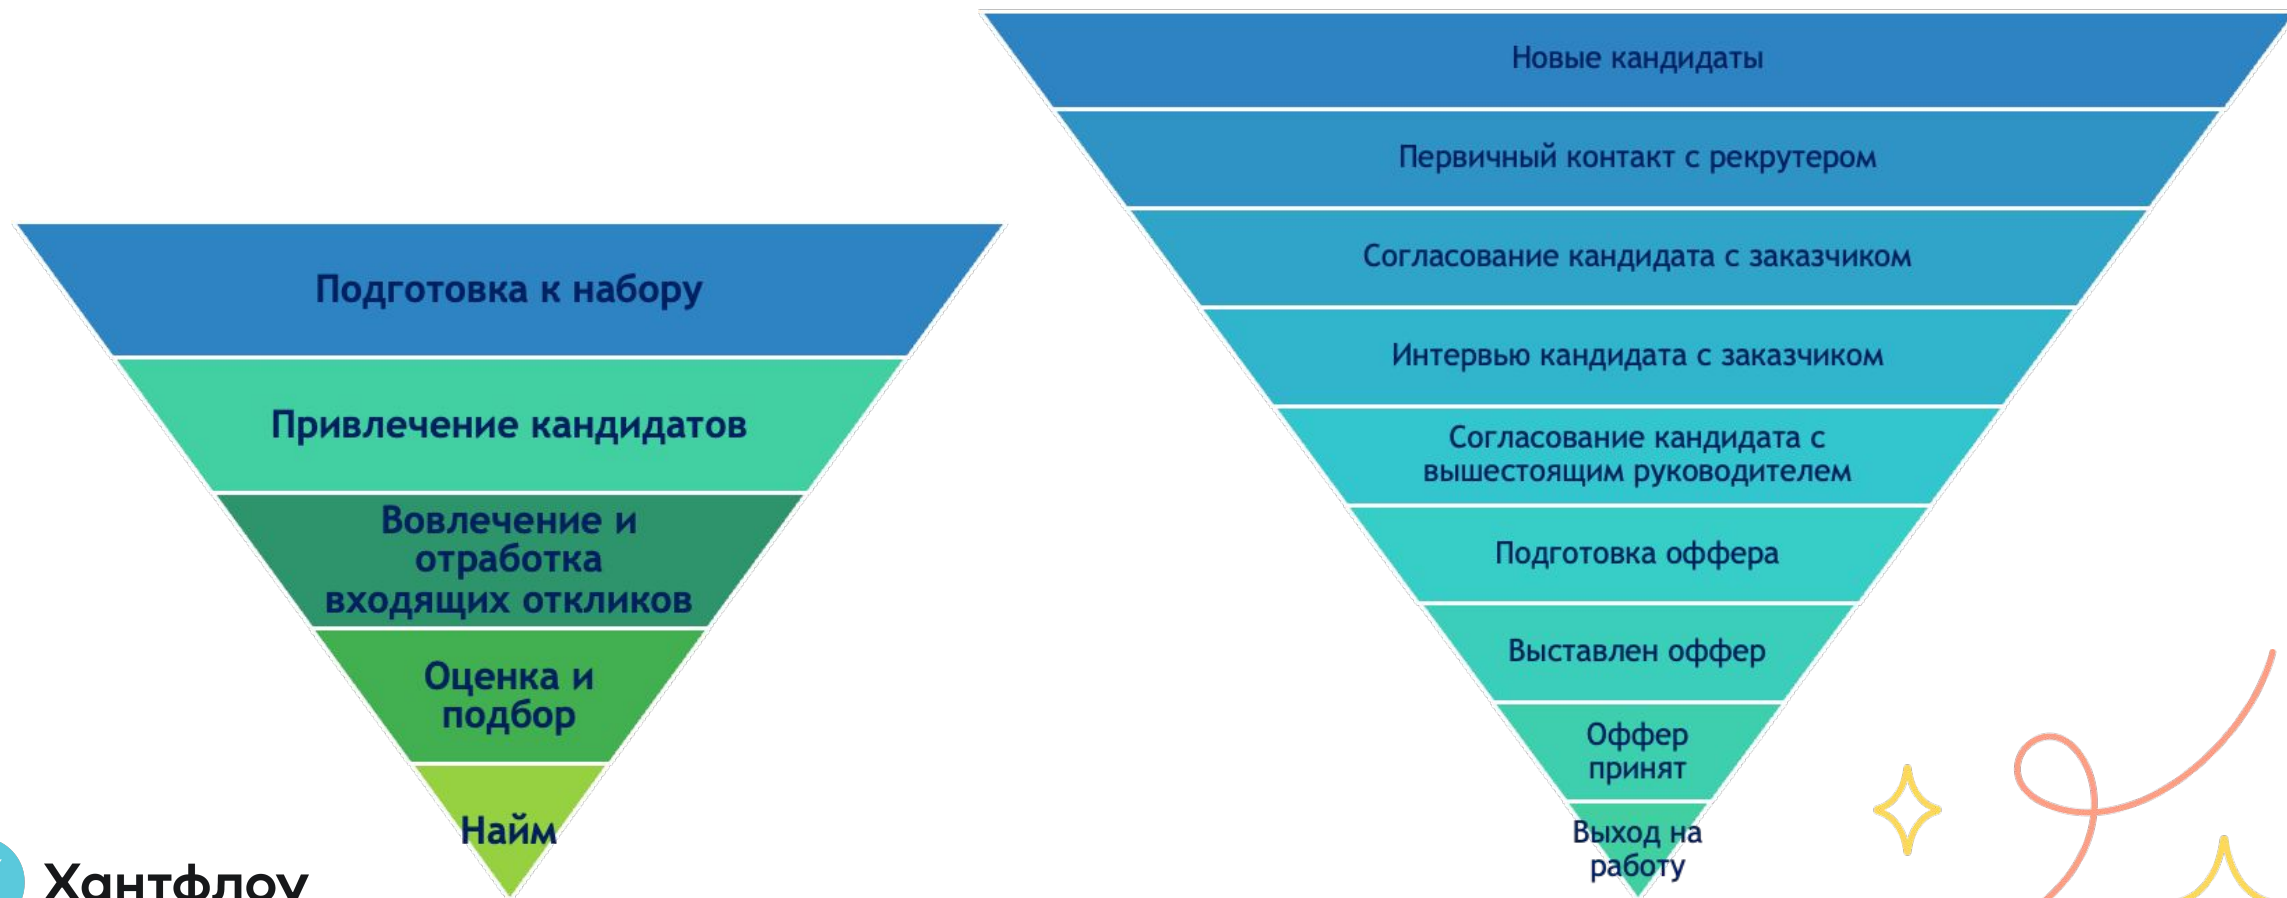 Подготовка к набору
Привлечение кандидатов
Вовлечение и
отработка
входящих откликов
Оценка и
подбор
Найм
Хантфлоу
Новые кандидаты
Первичный контакт с рекрутером
Согласование кандидата с заказчиком
Интервью кандидата с заказчиком
Согласование кандидата с
вышестоящим руководителем
Подготовка оффера
Выставлен оффер
Оффер
принят
Выход на
работу